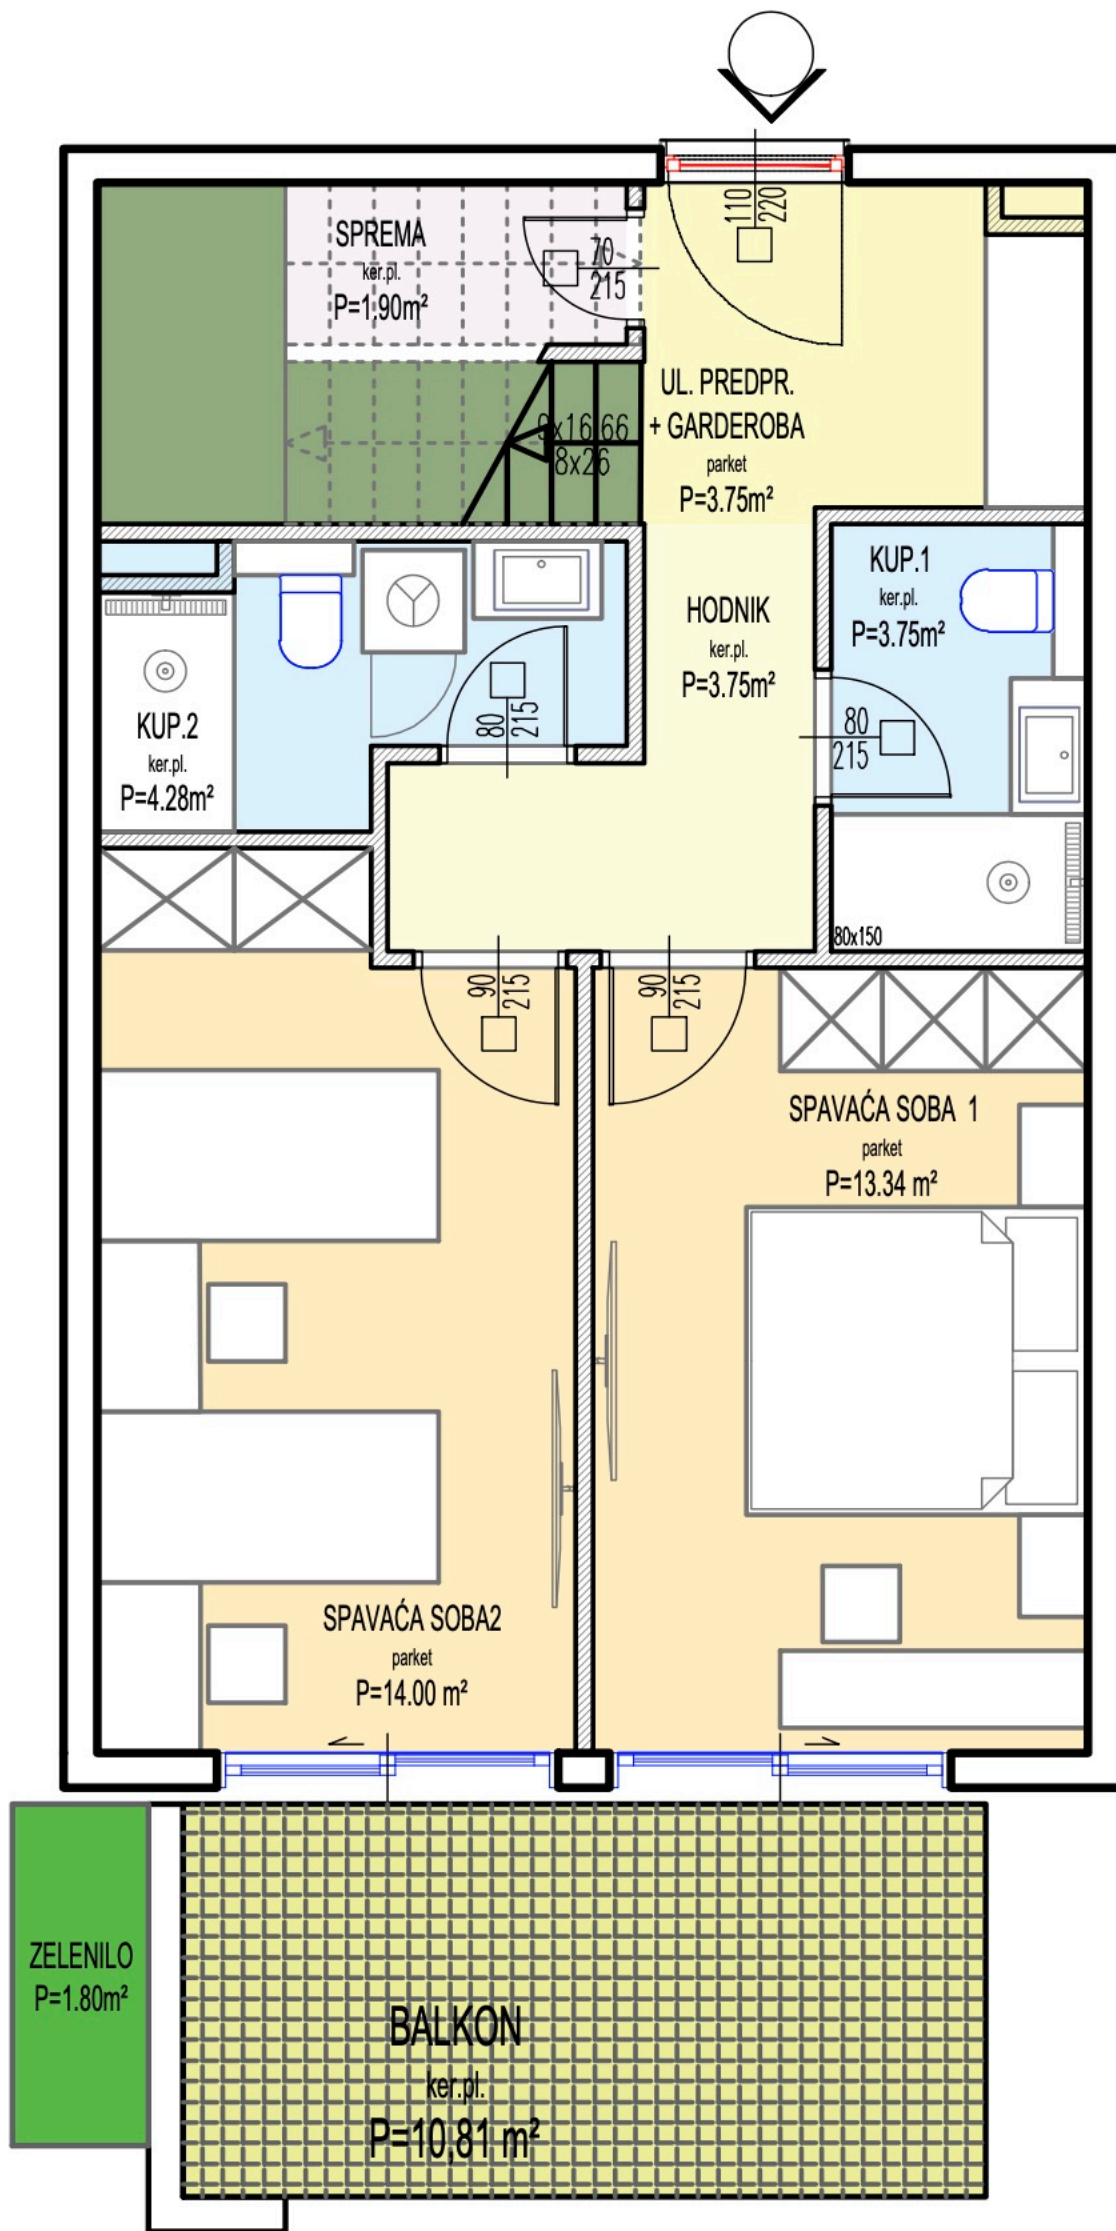 110
220
SPREMA
ker.pl.
P=1.90m²
70
215
UL. PREDPR.
+ GARDEROBA
parket
P=3.75m²
9x16,66
8x26
KUP.1
ker.pl.
P=3.75m²
HODNIK
ker.pl.
P=3.75m²
80
215
80
215
KUP.2
ker.pl.
P=4.28m²
80x150
90
215
90
215
SPAVAĆA SOBA 1
parket
P=13.34 m²
SPAVAĆA SOBA2
parket
P=14.00 m²
ZELENILO
P=1.80m²
BALKON
ker.pl.
P=10,81 m²